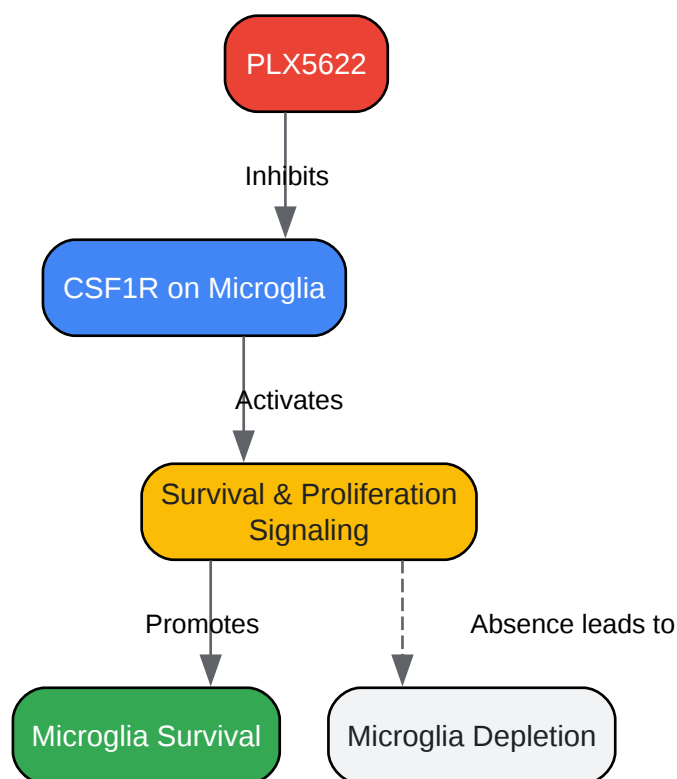 PLX5622
Inhibits
CSF1R on Microglia
Activates
Survival & Proliferation
Signaling
Promotes
Absence leads to
Microglia Survival
Microglia Depletion